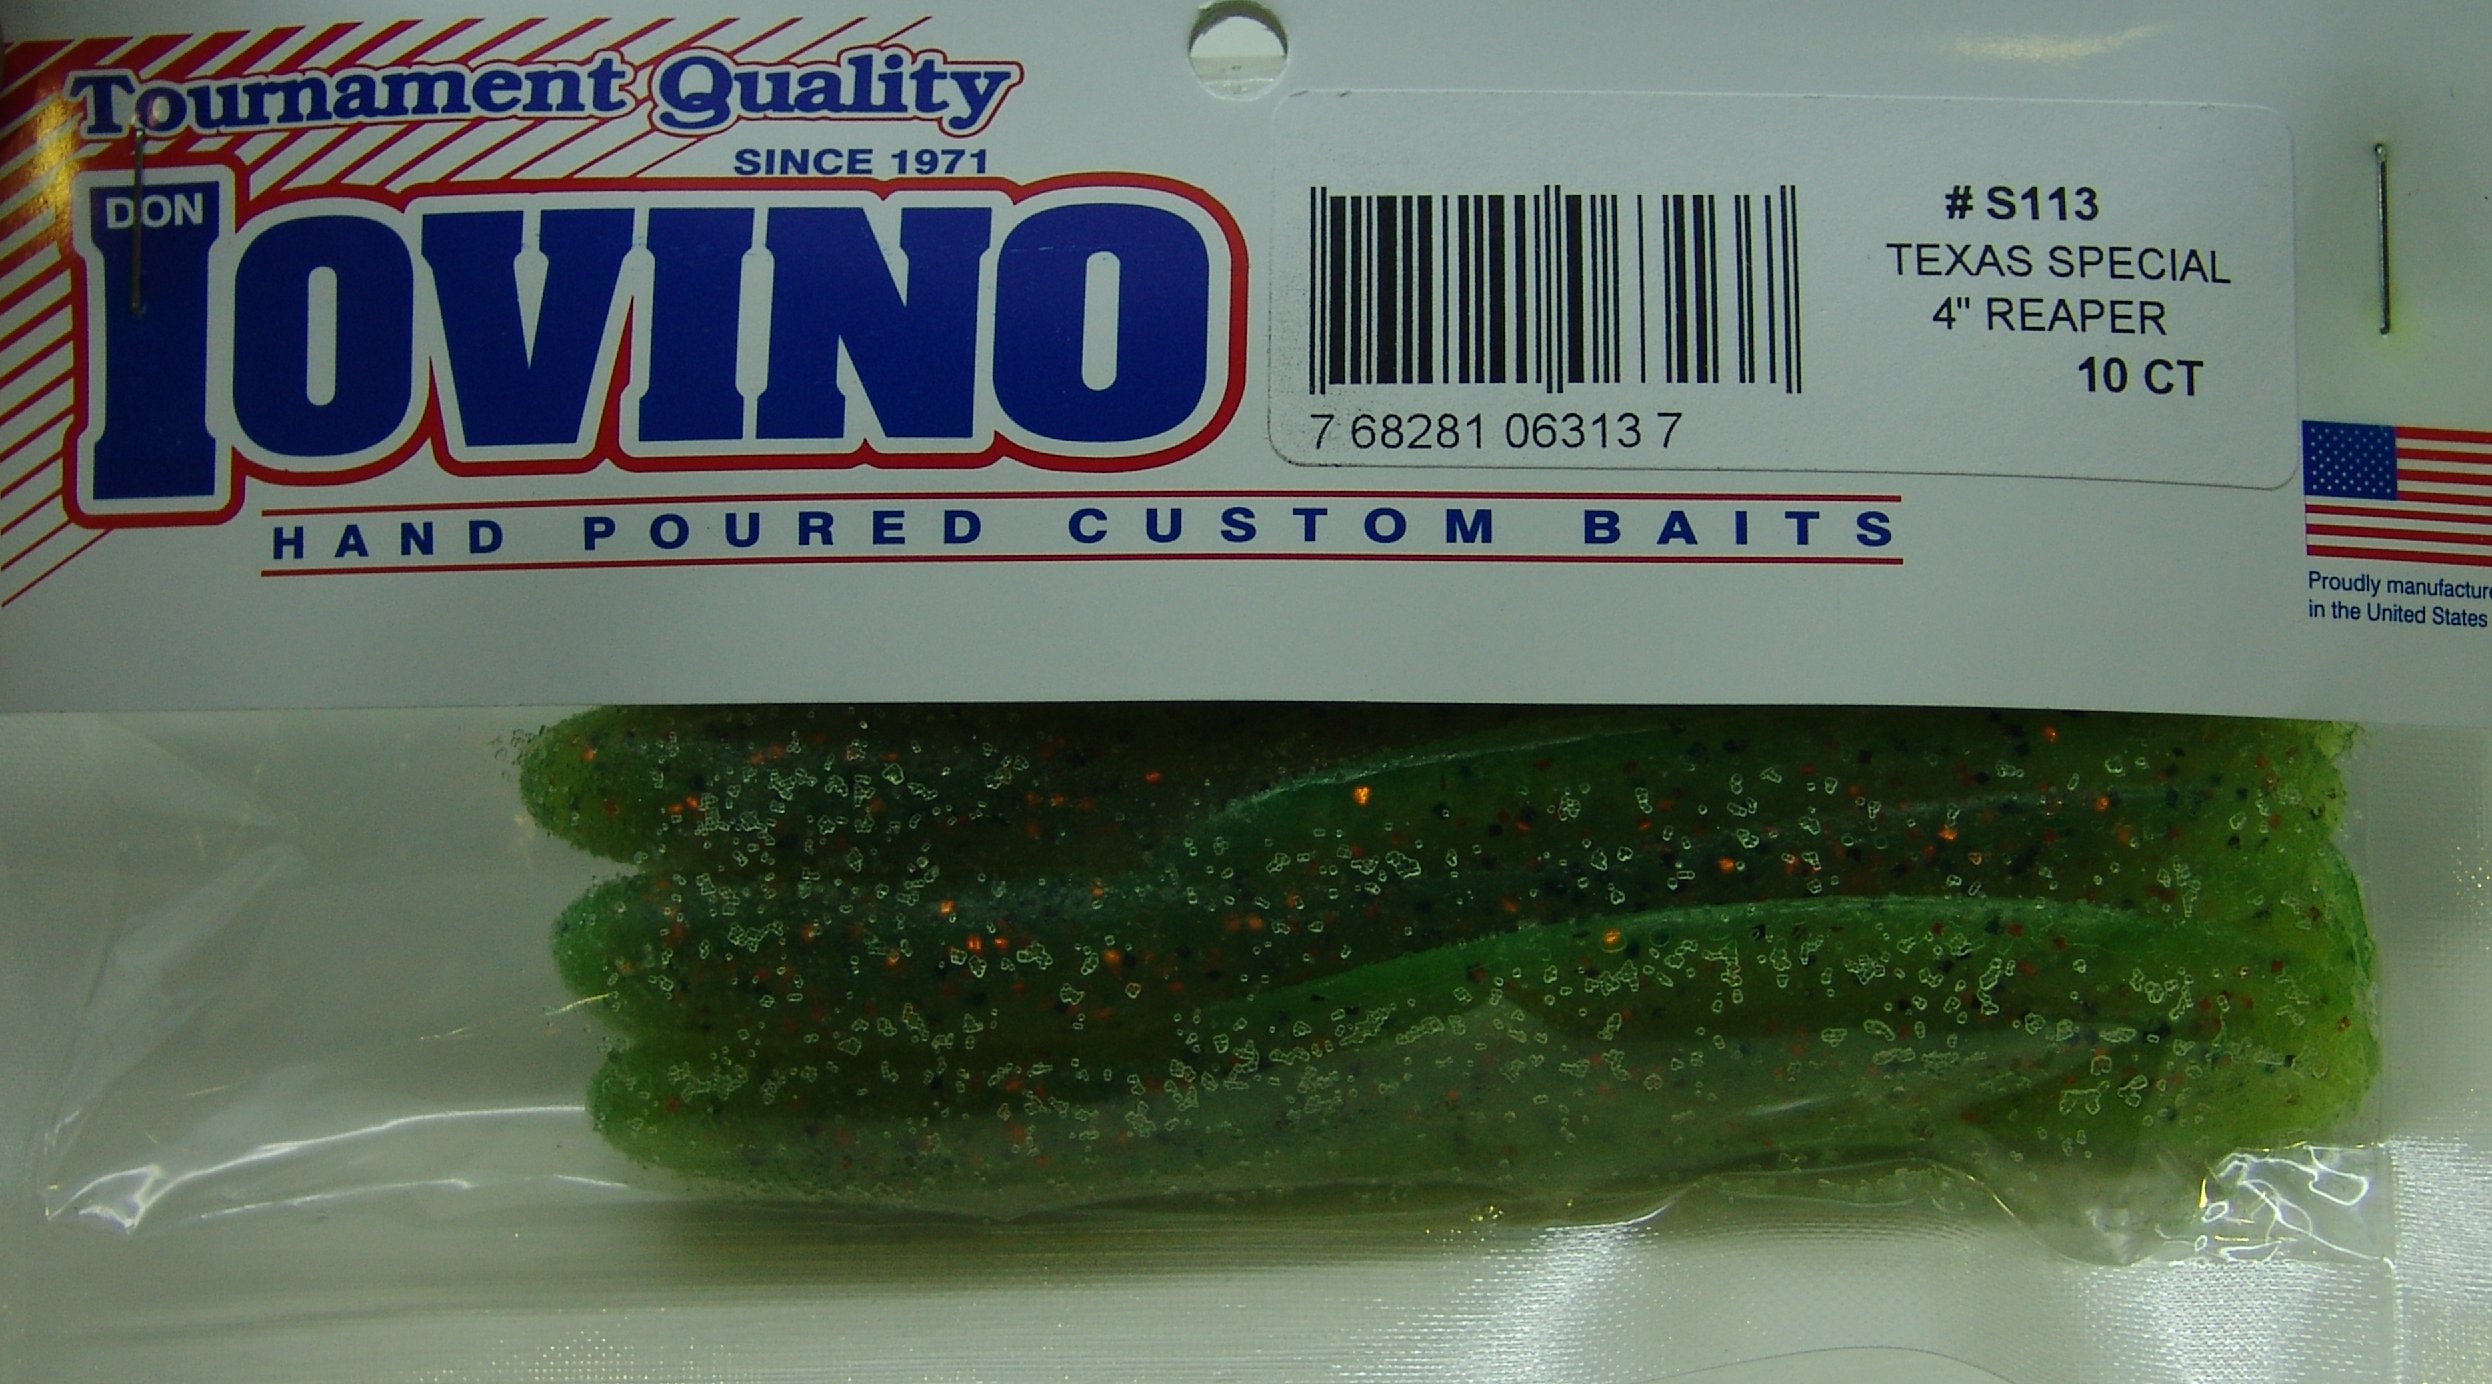 Tournament Quality
SINCE 1971
DON
IOVINO
HAND POURED CUSTOM BAITS
# S113
TEXAS SPECIAL
4" REAPER
10 CT
7 68281 06313 7
Proudly manufacture
in the United States